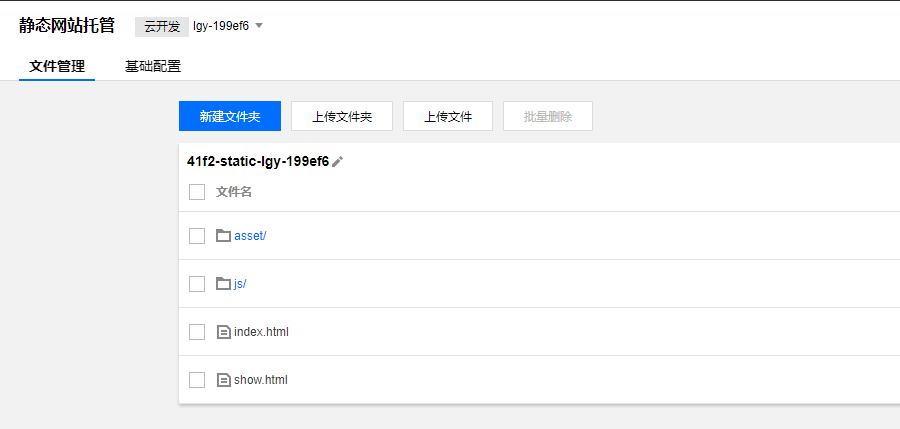 静态网站托管 云开发 lgy-199ef6
文件管理 基础配置
新建文件夹 上传文件夹 上传文件 批量删除
41f2-static-lgy-199ef6
文件名
asset/
js/
index.html
show.html